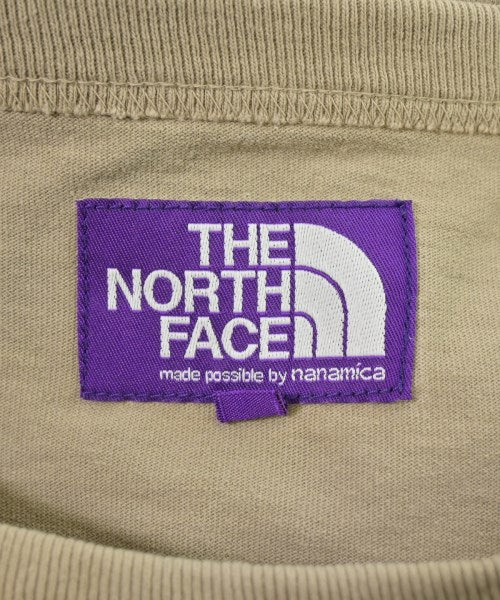 THE
NORTH
FACE
made possible by nanamica